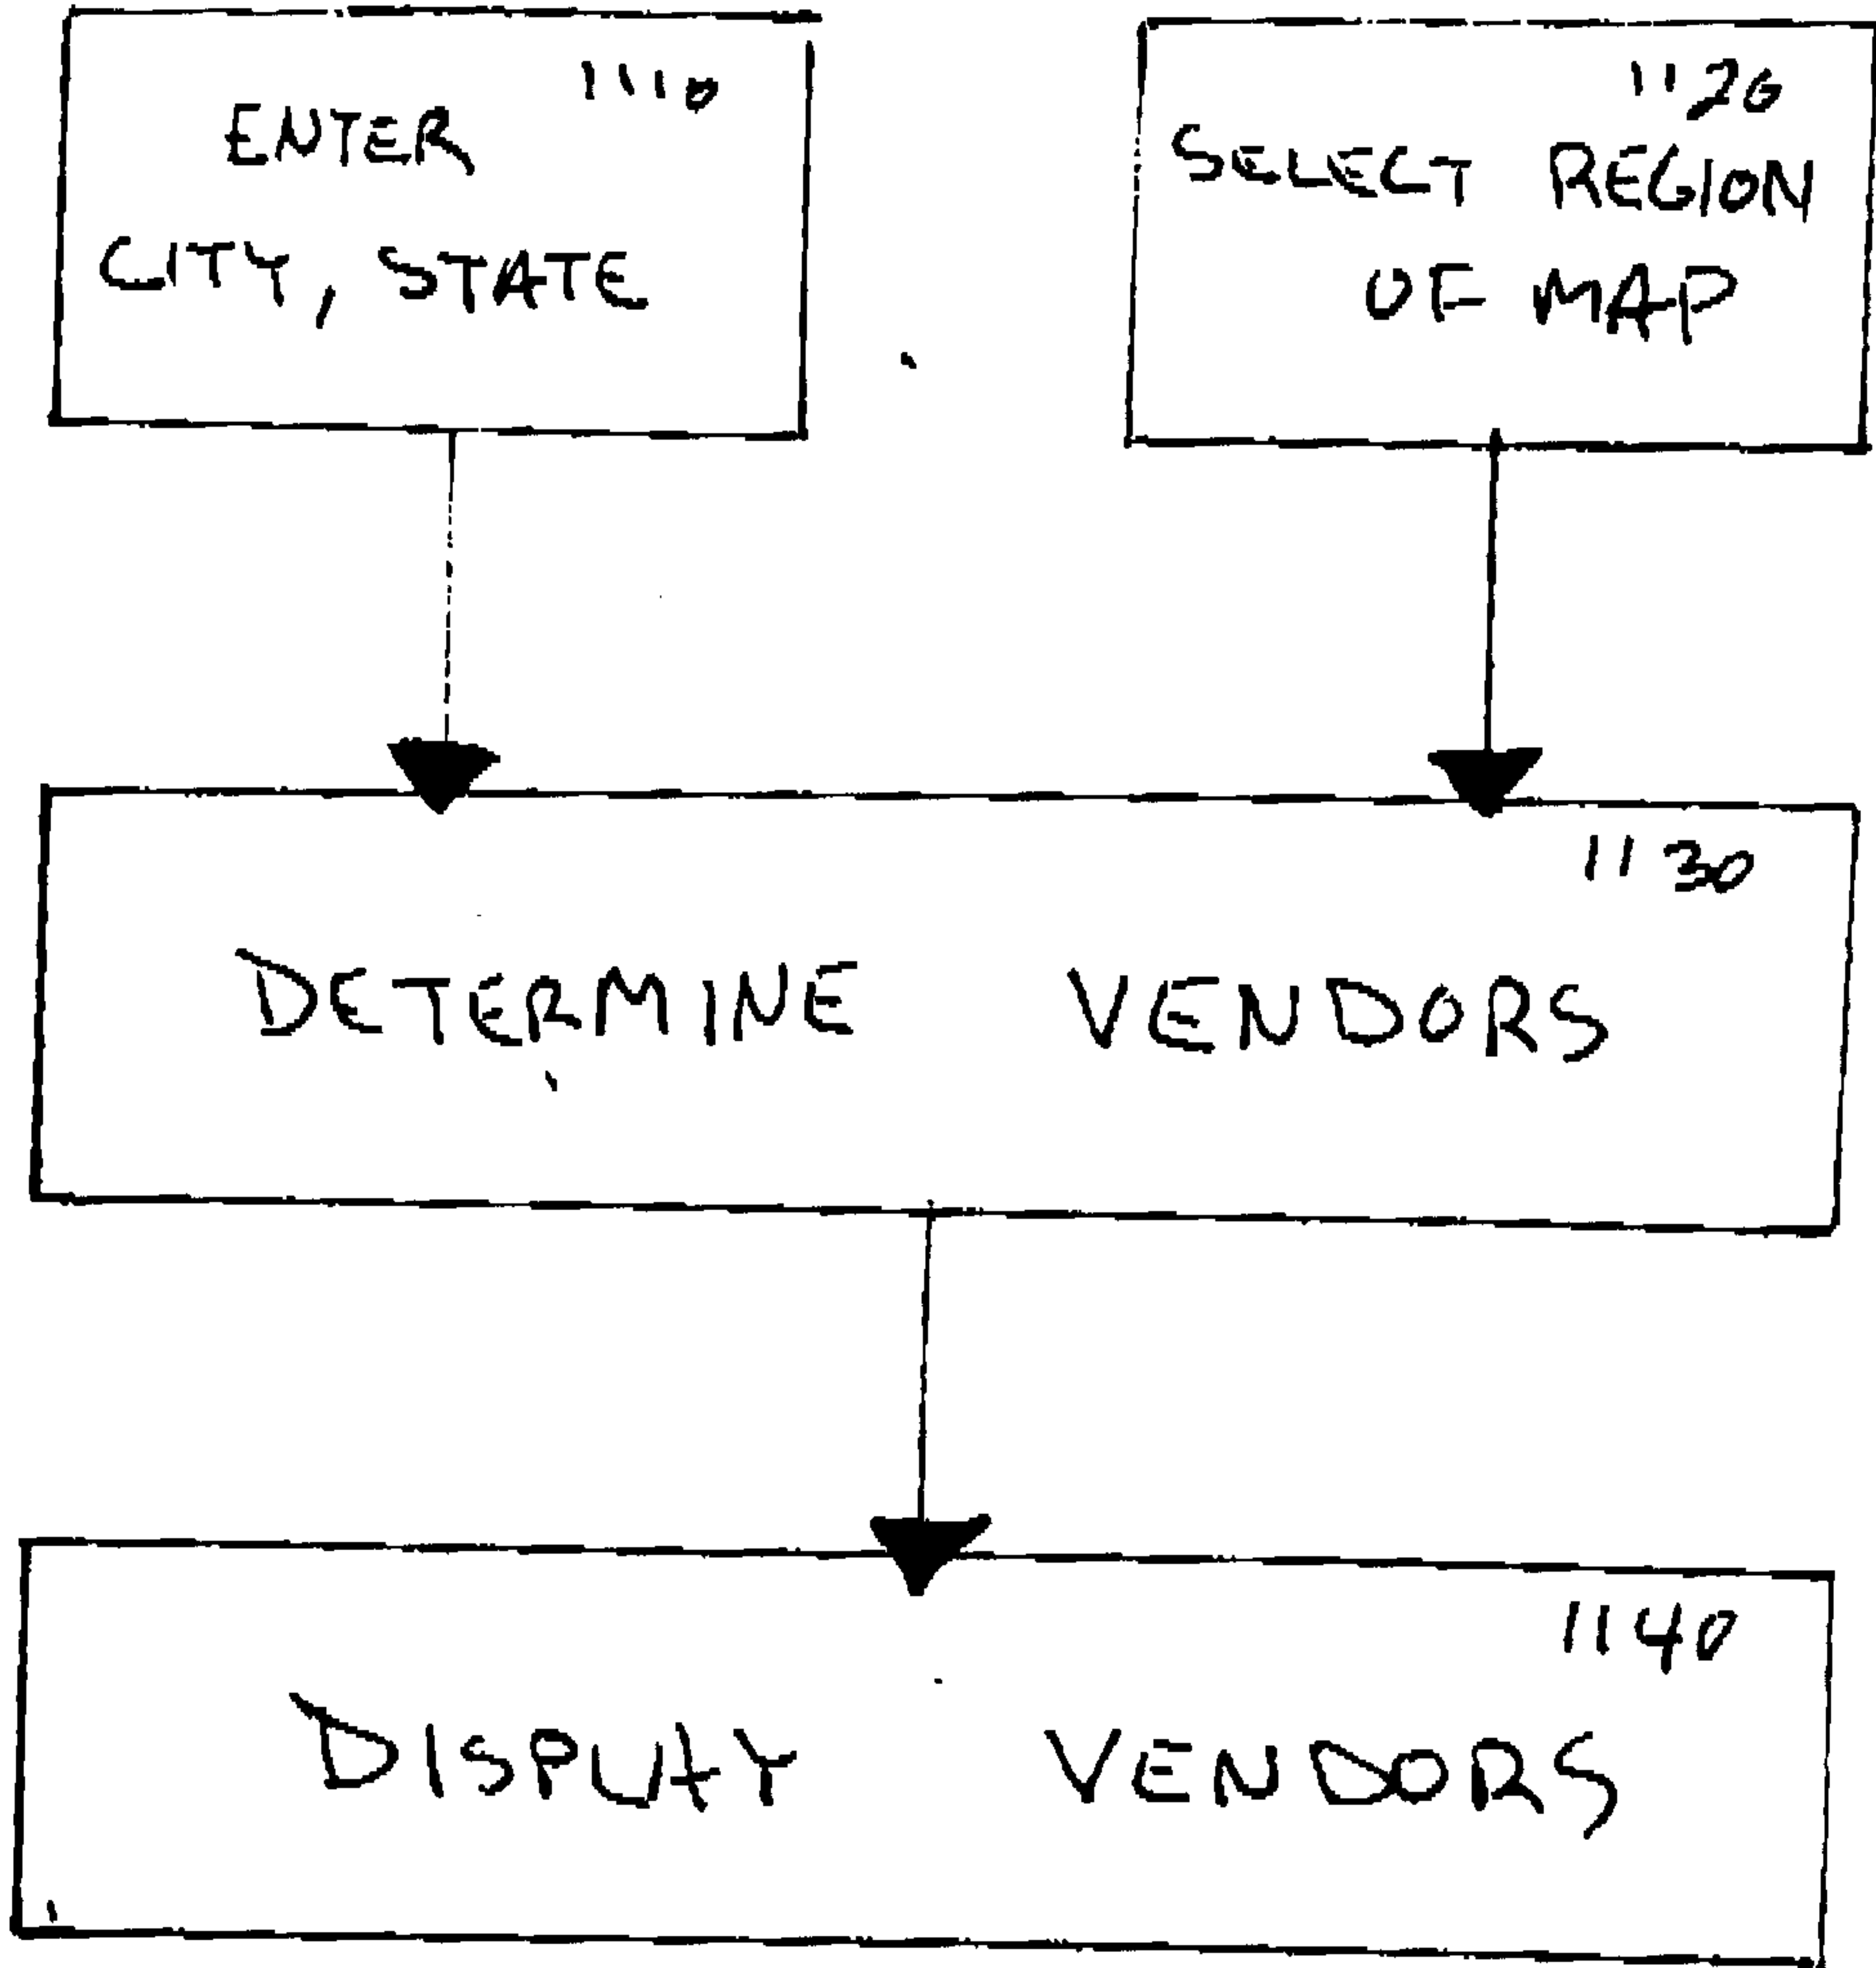 1110
ENTER
CITY, STATE
1120
SELECT REGION
OF MAP
1130
DETERMINE VENDORS
1140
DISPLAY VENDORS